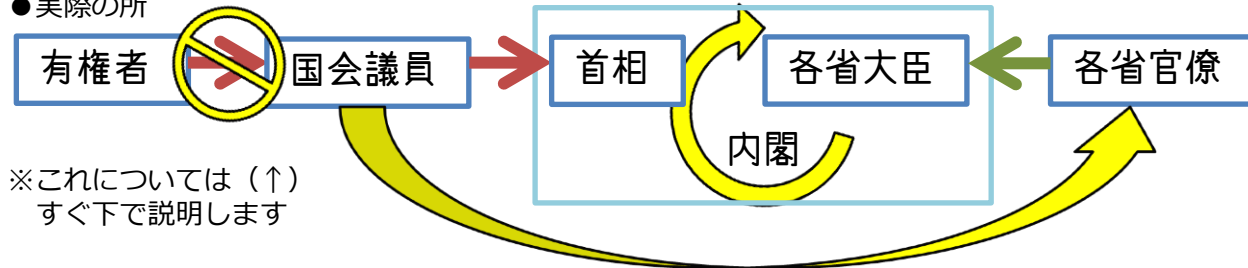 ●実際の所
有権者
国会議員
首相
各省大臣
各省官僚
内閣
※これについては（↑）
すぐ下で説明します